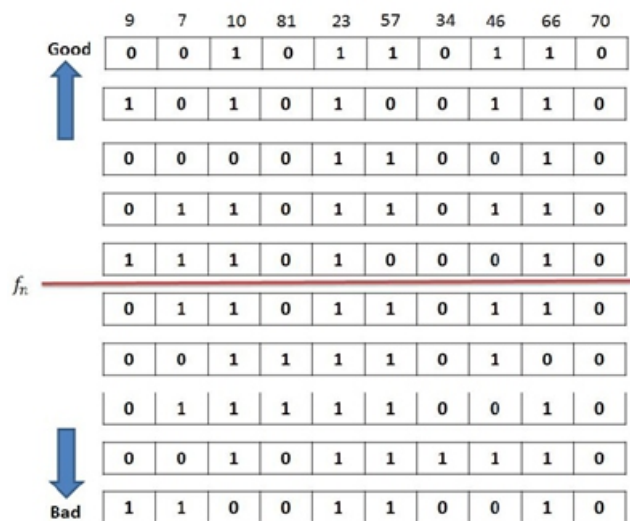 9 7 10 81 23 57 34 46 66 70
Good 0 0 1 0 1 1 0 1 1 0
1 0 1 0 1 0 0 1 1 0
0 0 0 0 1 1 0 0 1 0
0 1 1 0 1 1 0 1 1 0
1 1 1 0 1 0 0 0 1 0
fn
0 1 1 0 1 1 0 1 1 0
0 0 1 1 1 1 0 1 0 0
0 1 1 1 1 1 0 0 1 0
0 0 1 0 1 1 1 1 1 0
Bad 1 1 0 0 1 1 0 0 1 0